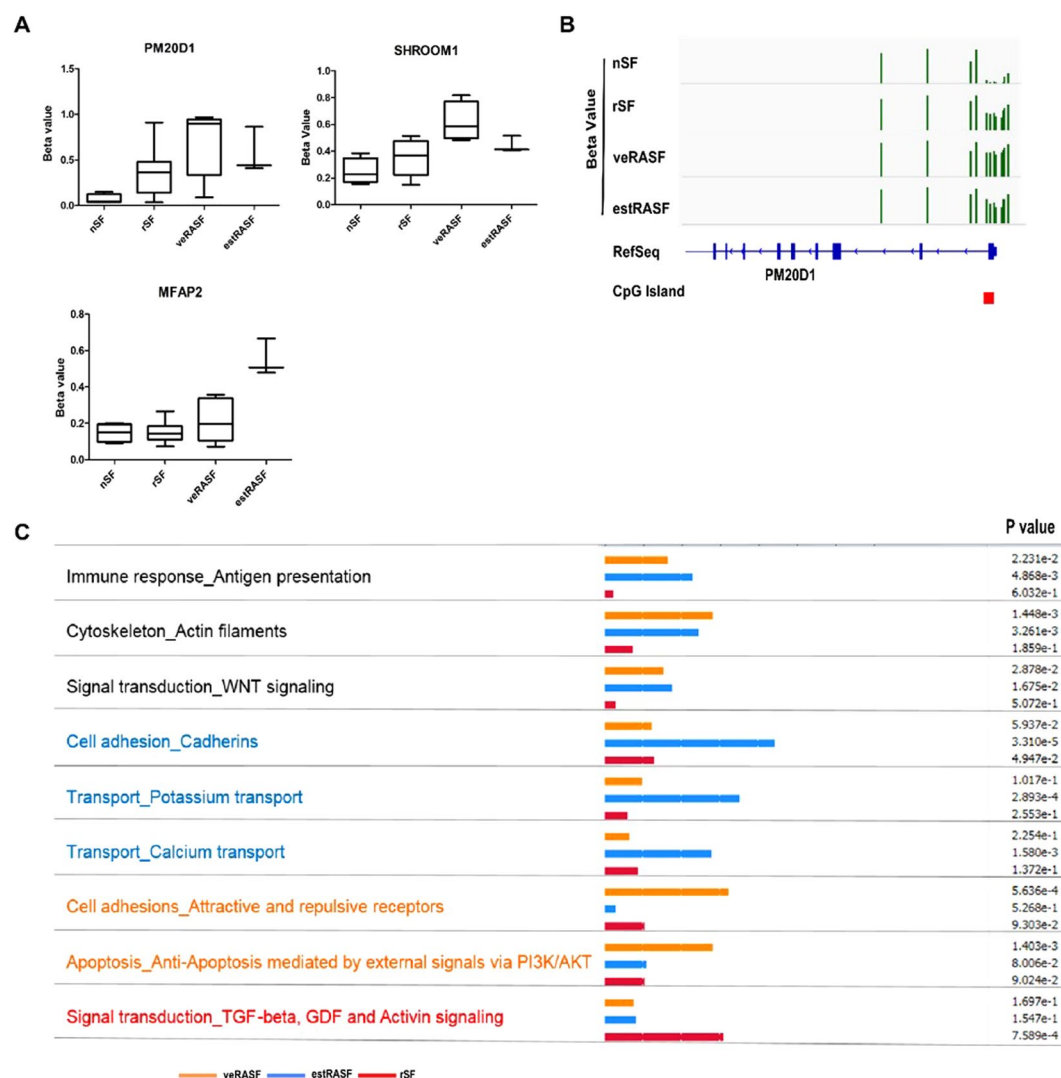 A
PM20D1
Beta value
1.5
1.0
0.5
0.0
nSF
rSF
veRASF
estRASF
SHROOM1
Beta Value
1.0
0.8
0.6
0.4
0.2
0.0
nSF
rSF
veRASF
estRASF
MFAP2
Beta value
0.8
0.6
0.4
0.2
0.0
nSF
rSF
veRASF
estRASF
B
Beta Value
nSF
rSF
veRASF
estRASF
RefSeq
PM20D1
CpG Island
C
P value
Immune response_Antigen presentation
2.231e-2
4.868e-3
6.032e-1
Cytoskeleton_Actin filaments
1.448e-3
3.261e-3
1.859e-1
Signal transduction_WNT signaling
2.878e-2
1.675e-2
5.072e-1
Cell adhesion_Cadherins
5.937e-2
3.310e-5
4.947e-2
Transport_Potassium transport
1.017e-1
2.893e-4
2.553e-1
Transport_Calcium transport
2.254e-1
1.580e-3
1.372e-1
Cell adhesions_Attractive and repulsive receptors
5.636e-4
5.268e-1
9.303e-2
Apoptosis_Anti-Apoptosis mediated by external signals via PI3K/AKT
1.403e-3
8.006e-2
9.024e-2
Signal transduction_TGF-beta, GDF and Activin signaling
1.697e-1
1.547e-1
7.589e-4
veRASF estRASF rSF